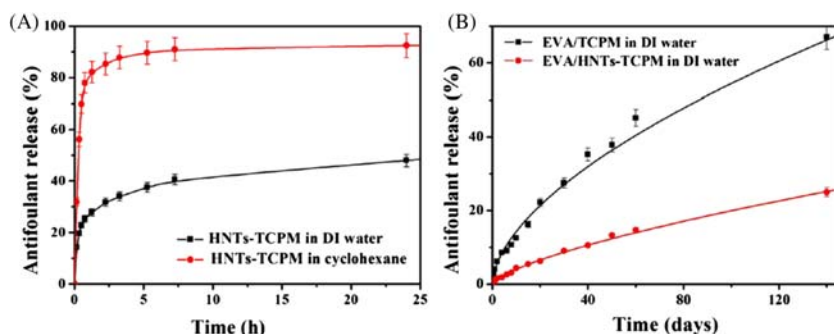 (A)
Antifoulant release (%)
100
80
60
40
20
0
HNTs-TCPM in DI water
HNTs-TCPM in cyclohexane
0 5 10 15 20 25
Time (h)
(B)
Antifoulant release (%)
80
60
40
20
0
EVA/TCPM in DI water
EVA/HNTs-TCPM in DI water
0 40 80 120
Time (days)